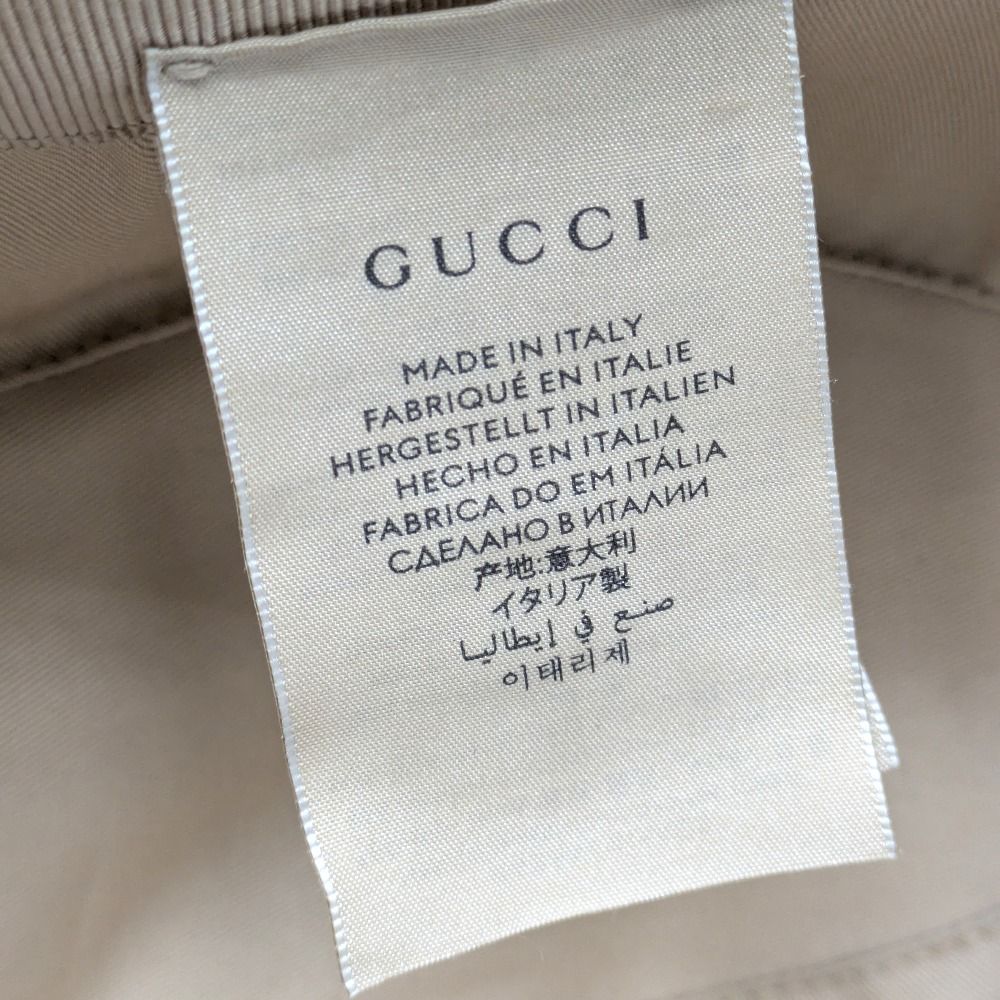 GUCCI
MADE IN ITALY
FABRIQUÉ EN ITALIE
HERGESTELLT IN ITALIEN
HECHO EN ITALIA
FABRICA DO EM ITÁLIA
СДЕЛАНО В ИТАЛИИ
产地:意大利
イタリア製
صنع في إيطاليا
이태리제